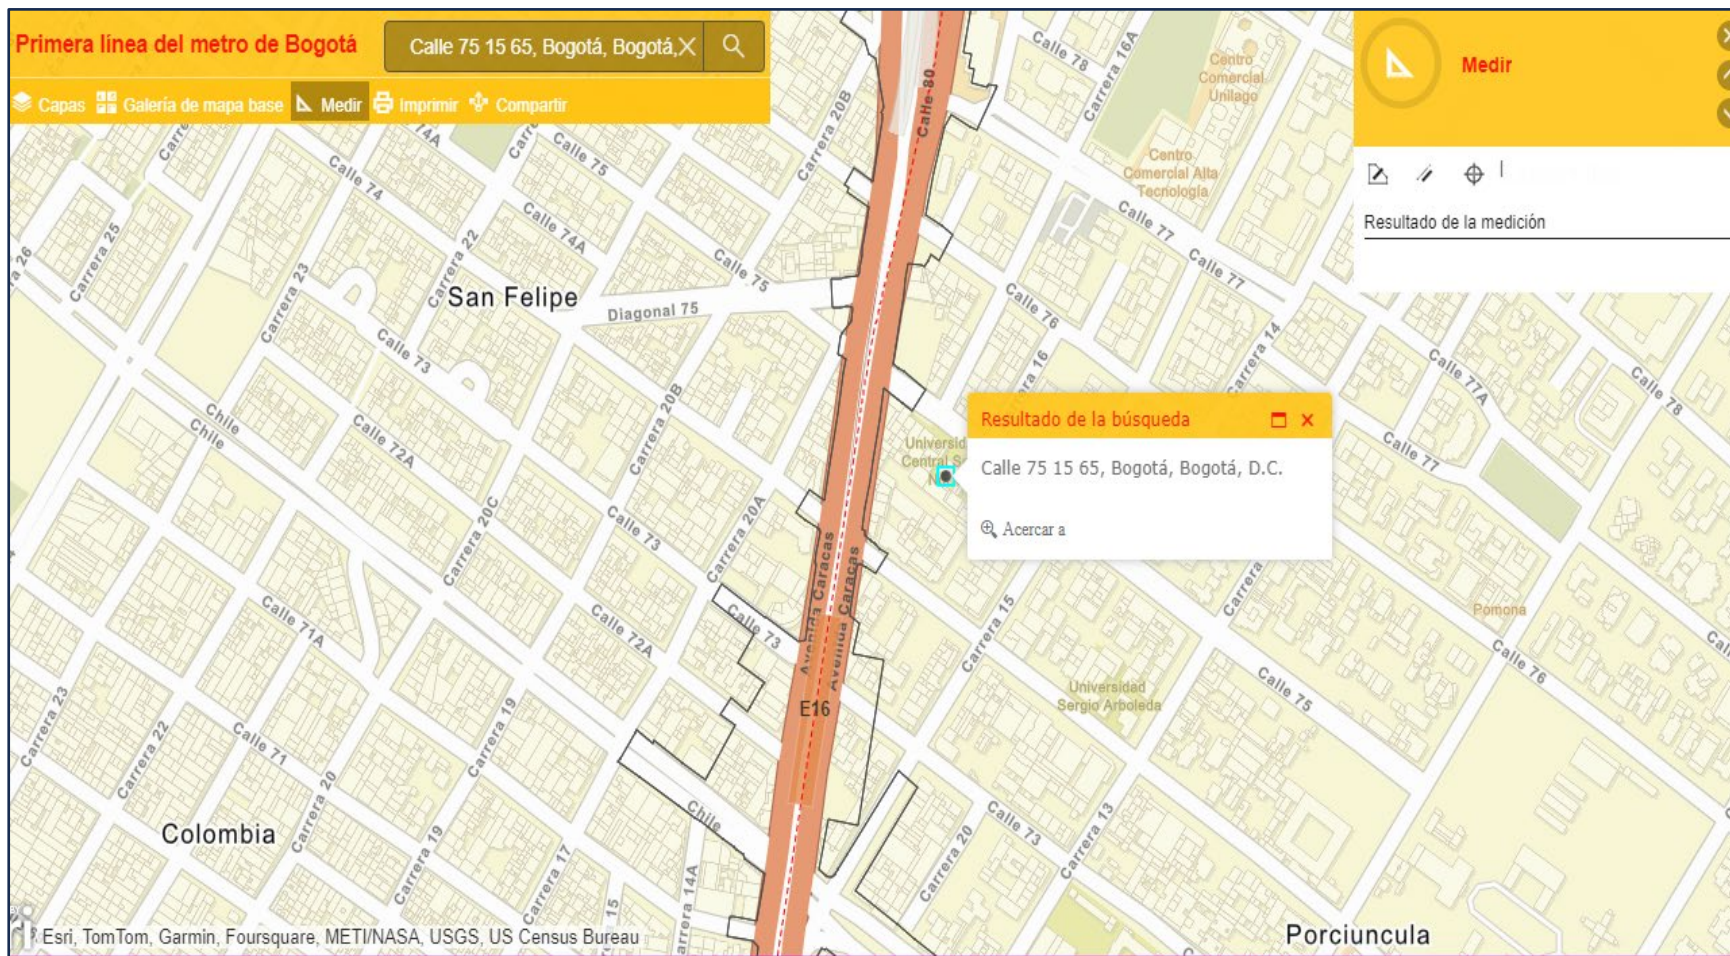 Primera línea del metro de Bogotá
Calle 75 15 65, Bogotá, Bogotá,
Capas
Galería de mapa base
Medir
Imprimir
Compartir
Medir
Resultado de la medición
Resultado de la búsqueda
Calle 75 15 65, Bogotá, Bogotá, D.C.
Acercar a
Calle 78
Carrera 16A
Centro
Comercial
Unilago
Calle 80
Carrera 20B
74A
Calle 75
Calle 74
Centro
Comercial Alta
Tecnología
Carrera 25
Carrera 22
Calle 74A
Calle 77
Calle 75
Carrera 23
Calle 77
San Felipe
Diagonal 75
Calle 76
Calle 73
Carrera 16
Carrera 14
Calle 77A
Calle 78
Chile
Chile
Carrera 20B
Calle 72A
Calle 77
Carrera 20C
Calle 73
Carrera 20A
Avenida Caracas
Avenida Caracas
Calle 73
Carrera 15
Carrera
Pomona
Calle 71A
Calle 72A
Calle 76
Universidad
Sergio Arboleda
Calle 75
E16
Carrera 23
Carrera 22
Calle 71
Carrera 19
Carrera 20
Chile
Calle 73
Carrera 13
Colombia
Carrera 19
Carrera 17
Carrera 20
Carrera 14A
15
Porciuncula
Esri, TomTom, Garmin, Foursquare, METI/NASA, USGS, US Census Bureau